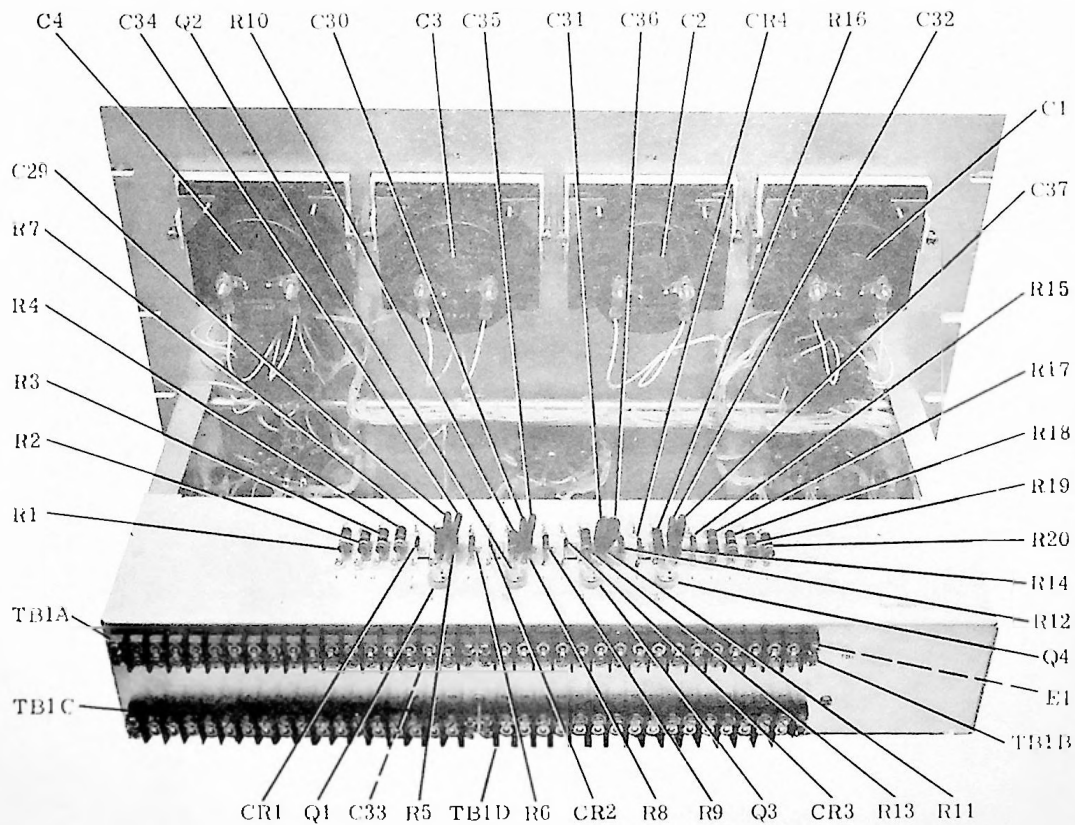 C4 C34 Q2 R10 C30 C3 C35 C31 C36 C2 CR4 R16 C32
C1
C29
C37
R7
R15
R4
R17
R3
R18
R2
R19
R1
R20
R14
TB1A
R12
Q4
E1
TB1C
TB1B
CR1 Q1 C33 R5 TB1D R6 CR2 R8 R9 Q3 CR3 R13 R11